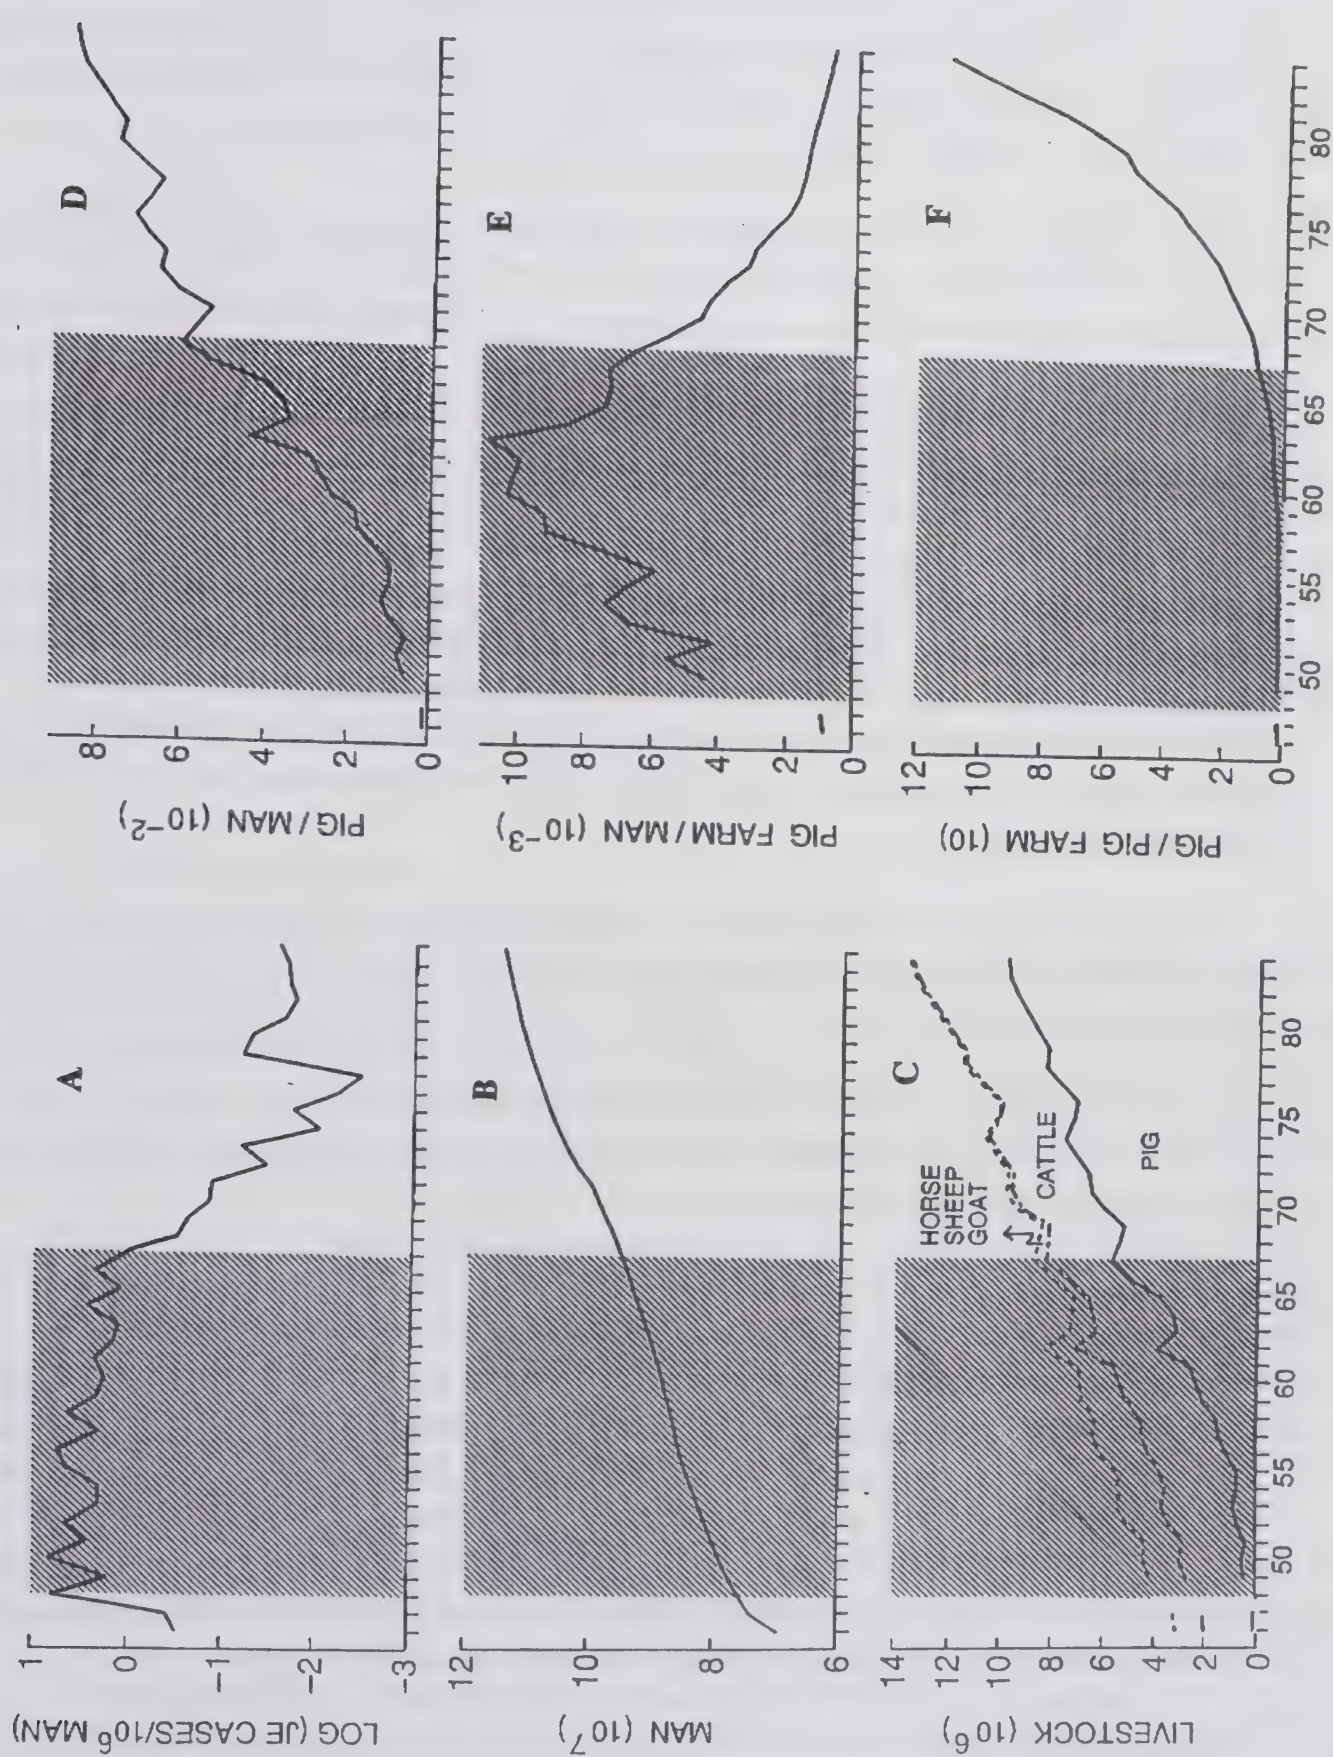 A
LOG (JE CASES/10⁶ MAN)
1
0
-1
-2
-3
D
PIG / MAN (10⁻²)
8
6
4
2
0
B
MAN (10⁷)
12
10
8
6
E
PIG FARM / MAN (10⁻³)
10
8
6
4
2
0
C
LIVESTOCK (10⁶)
14
12
10
8
6
4
2
0
HORSE
SHEEP
GOAT
CATTLE
PIG
50 55 60 65 70 75 80
F
PIG / PIG FARM (10)
12
10
8
6
4
2
0
50 55 60 65 70 75 80